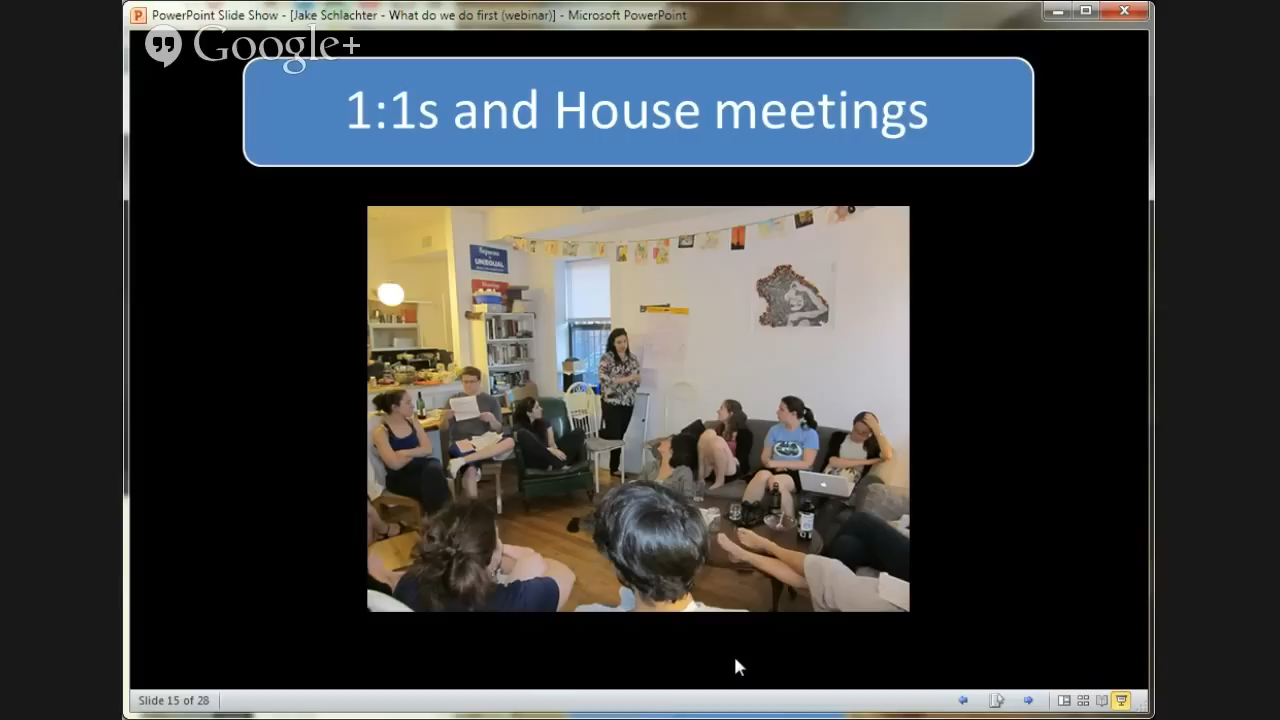 PowerPoint Slide Show - [Jake Schlachter - What do we do first (webinar)] - Microsoft PowerPoint
Google+
1:1s and House meetings
UNEQUAL
Slide 15 of 28